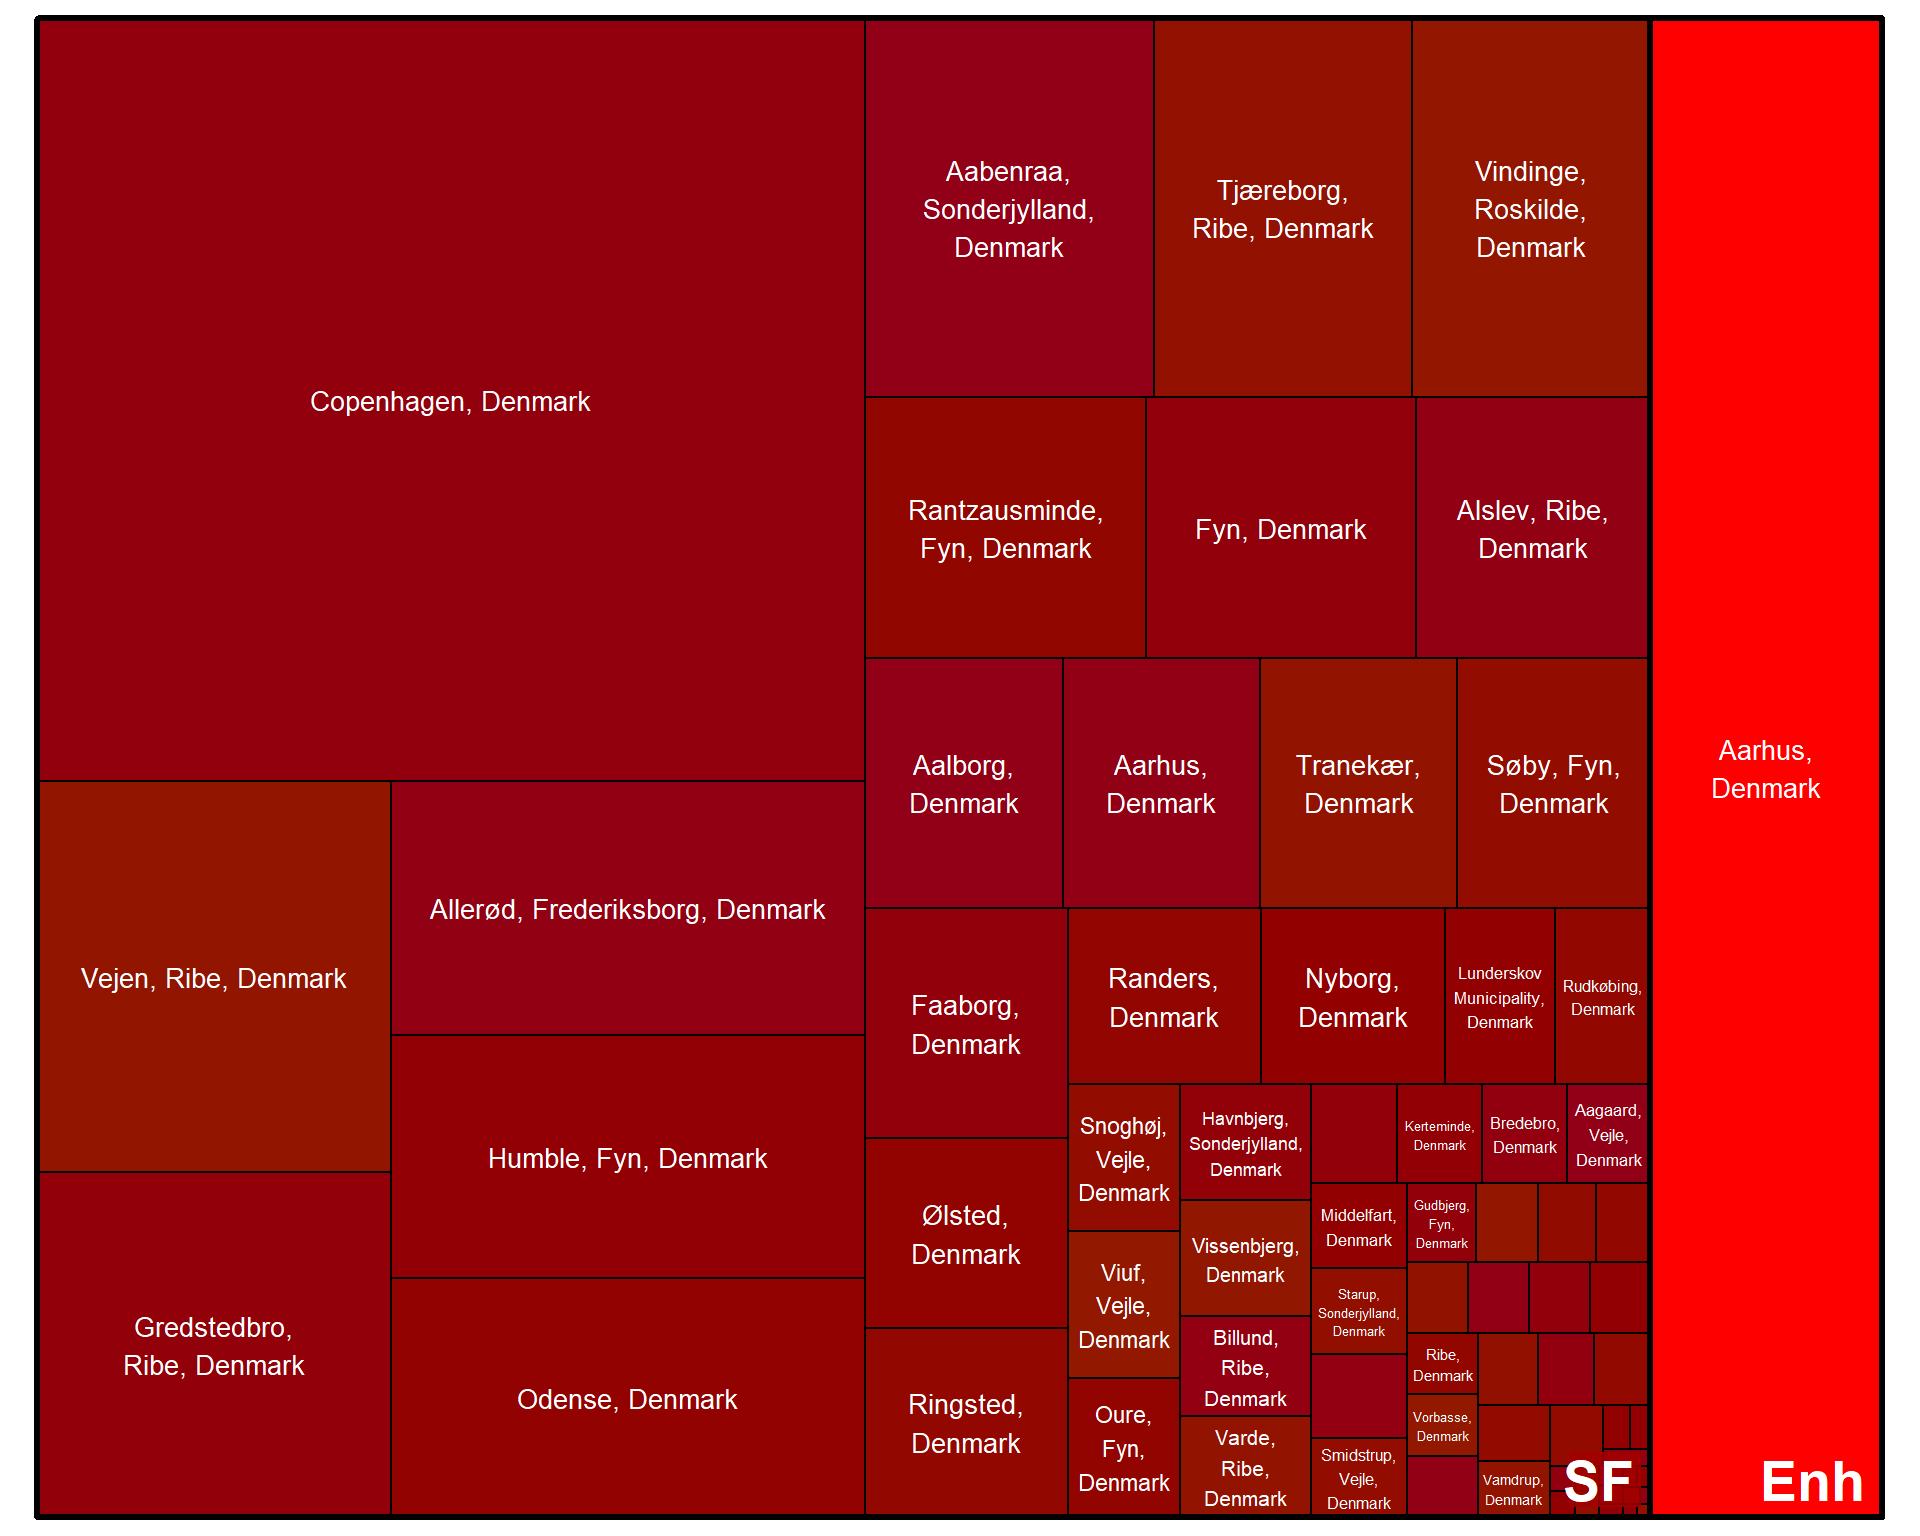 Copenhagen, Denmark
Aabenraa,
Sonderjylland,
Denmark
Tjæreborg,
Ribe, Denmark
Vindinge,
Roskilde,
Denmark
Rantzausminde,
Fyn, Denmark
Fyn, Denmark
Alslev, Ribe,
Denmark
Aalborg,
Denmark
Aarhus,
Denmark
Tranekær,
Denmark
Søby, Fyn,
Denmark
Aarhus,
Denmark
Vejen, Ribe, Denmark
Allerød, Frederiksborg, Denmark
Humble, Fyn, Denmark
Gredstedbro,
Ribe, Denmark
Odense, Denmark
Faaborg,
Denmark
Randers,
Denmark
Nyborg,
Denmark
Lunderskov
Municipality,
Denmark
Rudkøbing,
Denmark
Ølsted,
Denmark
Ringsted,
Denmark
Snoghøj,
Vejle,
Denmark
Viuf,
Vejle,
Denmark
Oure,
Fyn,
Denmark
Havnbjerg,
Sonderjylland,
Denmark
Vissenbjerg,
Denmark
Billund,
Ribe,
Denmark
Varde,
Ribe,
Denmark
Kerteminde,
Denmark
Bredebro,
Denmark
Aagaard,
Vejle,
Denmark
Middelfart,
Denmark
Gudbjerg,
Fyn,
Denmark
Starup,
Sonderjylland,
Denmark
Ribe,
Denmark
Vorbasse,
Denmark
Smidstrup,
Vejle,
Denmark
Vamdrup,
Denmark
SF
Enh